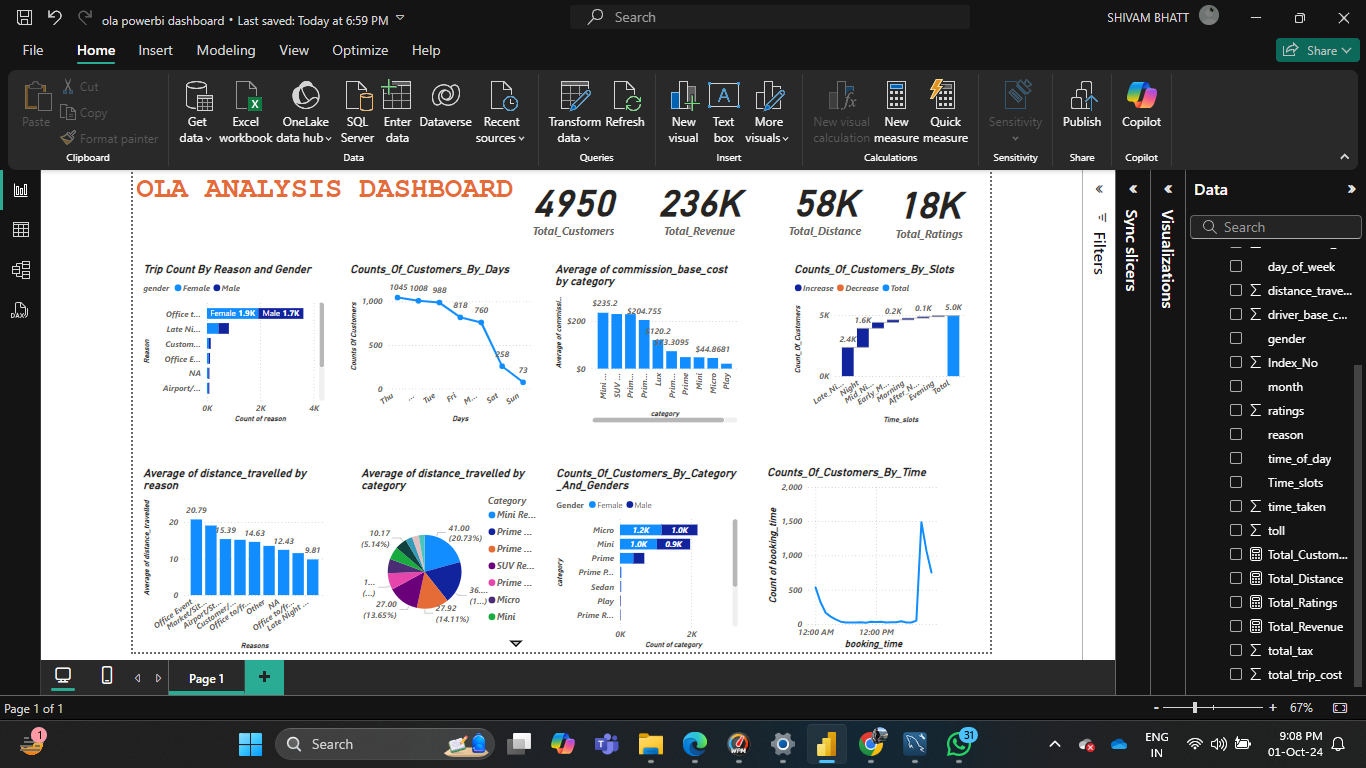 ola powerbi dashboard • Last saved: Today at 6:59 PM
Search
SHIVAM BHATT
File Home Insert Modeling View Optimize Help
Share
Paste
Cut
Copy
Format painter
Clipboard
Get data
Excel workbook
OneLake data hub
SQL Server
Enter data
Dataverse
Recent sources
Data
Transform data
Refresh
Queries
New visual
Text box
More visuals
Insert
New visual calculation
New measure
Quick measure
Calculations
Sensitivity
Sensitivity
Publish
Share
Copilot
Copilot
OLA ANALYSIS DASHBOARD
4950
Total_Customers
236K
Total_Revenue
58K
Total_Distance
18K
Total_Ratings
Trip Count By Reason and Gender
gender Female Male
Reason
Office t...
Female 1.9K Male 1.7K
Late Ni...
Custom...
Office E...
NA
Airport/...
0K 2K 4K
Count of reason
Counts_Of_Customers_By_Days
Counts Of Customers
1,000
500
0
1045 1008 988 818 760 258 73
Thu ... Tue Fri M... Sat Sun
Days
Average of commission_base_cost
by category
Average of commissi...
$200
$0
$235.2 $204.755 $120.2 $73.3095 $44.8681
Mini ... SUV ... Prim... Prim... Lux Prim... Prime Mini Micro Play
category
Counts_Of_Customers_By_Slots
Increase Decrease Total
Count_Of_Customers
5K
0K
2.4K 1.6K 0.2K 0.1K 5.0K
Late_Ni... Night Mid_Ni... Early_M... Morning After_N... Evening Total
Time_slots
Average of distance_travelled by
reason
Average of distance_travelled
20
10
0
20.79 15.39 14.63 12.43 9.81
Office Event Market/Sit... Airport/St... Customer/... Office to/fr... Other NA Office to/fr... Late Night ...
Reasons
Average of distance_travelled by
category
10.17
(5.14%)
41.00
(20.73%)
1...
(...)
36....
(1...)
27.00
(13.65%)
27.92
(14.11%)
Category
Mini Re...
Prime ...
Prime ...
SUV Re...
Prime ...
Micro
Mini
Counts_Of_Customers_By_Category
_And_Genders
Gender Female Male
category
Micro 1.2K 1.0K
Mini 1.0K 0.9K
Prime
Prime P...
Sedan
Play
Prime R...
0K 2K
Count of category
Counts_Of_Customers_By_Time
Count of booking_time
2,000
1,500
1,000
500
0
12:00 AM 12:00 PM
booking_time
Filters
Sync slicers
Visualizations
Data
Search
day_of_week
distance_trave...
driver_base_c...
gender
Index_No
month
ratings
reason
time_of_day
Time_slots
time_taken
toll
Total_Custom...
Total_Distance
Total_Ratings
Total_Revenue
total_tax
total_trip_cost
Page 1
Page 1 of 1
67%
1
Search
WPM
31
ENG
IN
9:08 PM
01-Oct-24